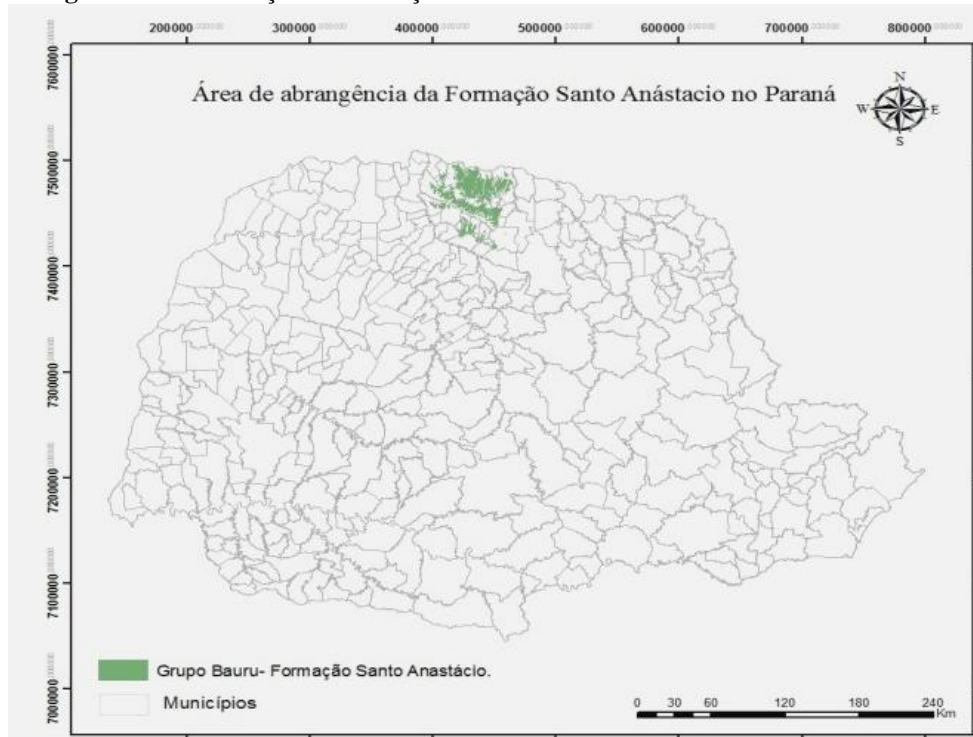 200000 300000 400000 500000 600000 700000 800000
7600000
Área de abrangência da Formação Santo Anástacio no Paraná
N
W E
S
7500000
7400000
7300000
7200000
7100000
7000000
Grupo Bauru- Formação Santo Anastácio.
Municípios
0 30 60 120 180 240
Km